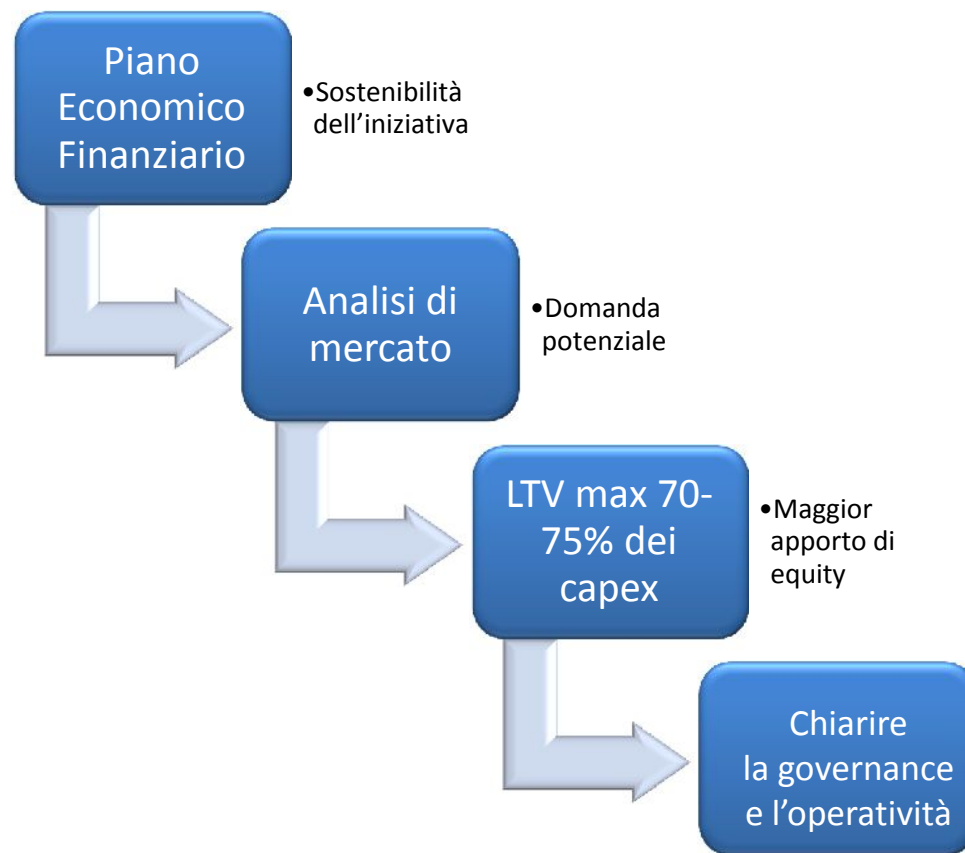 Piano
Economico
Finanziario
•Sostenibilità
dell’iniziativa
Analisi di
mercato
•Domanda
potenziale
LTV max 70-
75% dei
capex
•Maggior
apporto di
equity
Chiarire
la governance
e l’operatività